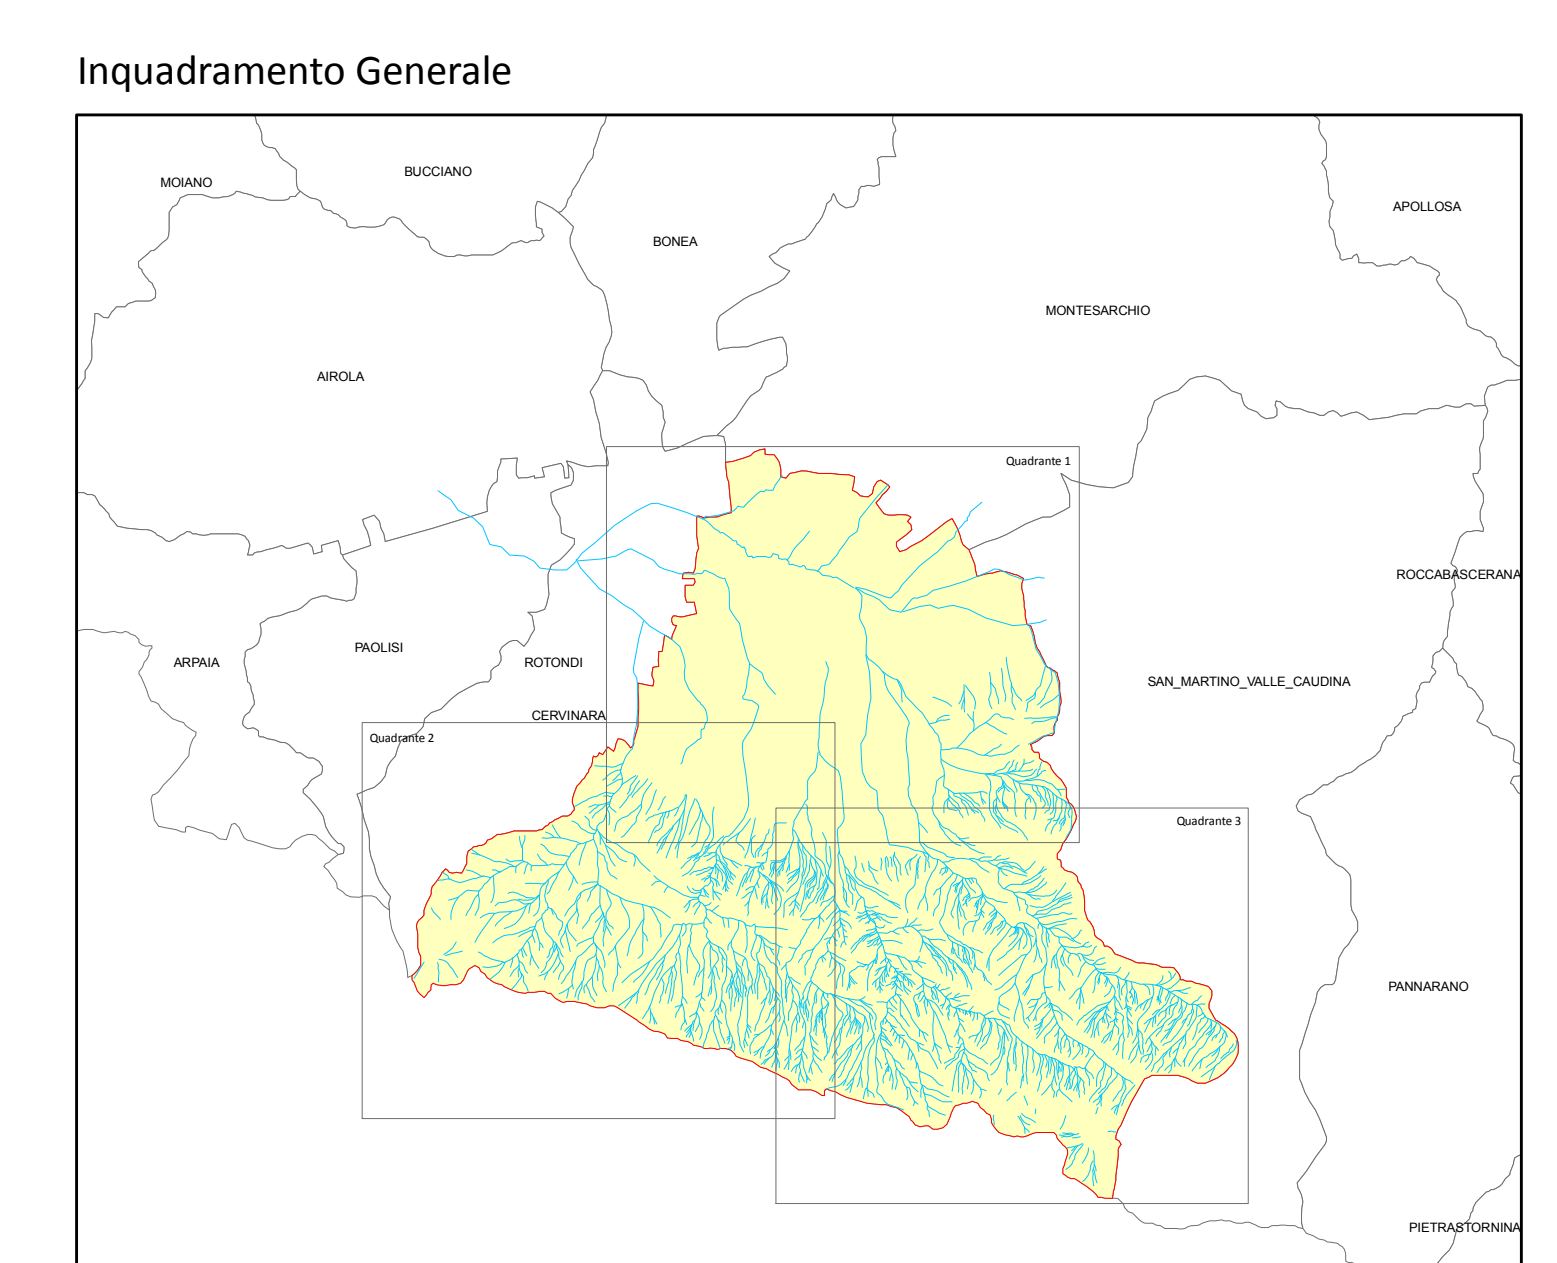 Inquadramento Generale
BUCCIANO
MOIANO
APOLLOSA
BONEA
MONTESARCHIO
AIROLA
Quadrante 1
ROCCABASCERANA
PAOLISI
ARPAIA
ROTONDI
SAN_MARTINO_VALLE_CAUDINA
CERVINARA
Quadrante 2
Quadrante 3
PANNARANO
PIETRASTORNINA